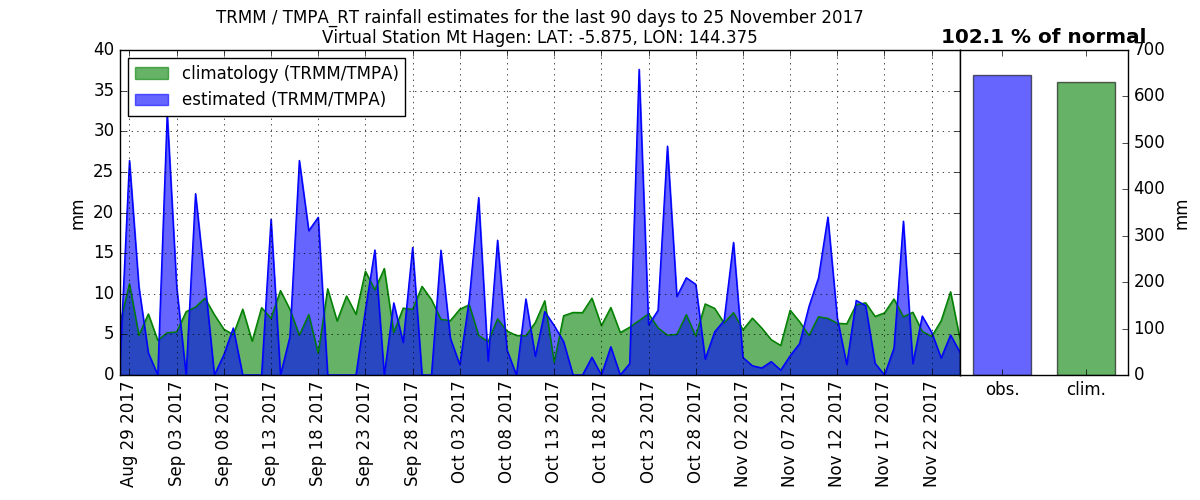 TRMM / TMPA_RT rainfall estimates for the last 90 days to 25 November 2017
Virtual Station Mt Hagen: LAT: -5.875, LON: 144.375
102.1 % of normal
climatology (TRMM/TMPA)
estimated (TRMM/TMPA)
40
35
30
25
20
15
10
5
0
mm
700
600
500
400
300
200
100
0
mm
obs.
clim.
Aug 29 2017
Sep 03 2017
Sep 08 2017
Sep 13 2017
Sep 18 2017
Sep 23 2017
Sep 28 2017
Oct 03 2017
Oct 08 2017
Oct 13 2017
Oct 18 2017
Oct 23 2017
Oct 28 2017
Nov 02 2017
Nov 07 2017
Nov 12 2017
Nov 17 2017
Nov 22 2017